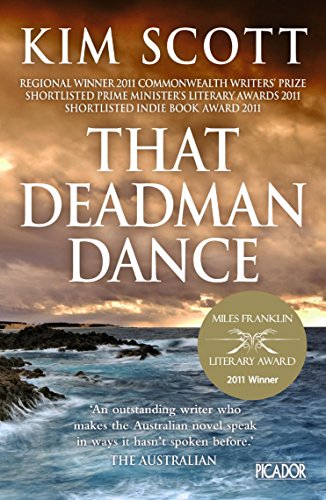 KIM SCOTT
REGIONAL WINNER 2011 COMMONWEALTH WRITERS' PRIZE
SHORTLISTED PRIME MINISTER'S LITERARY AWARDS 2011
SHORTLISTED INDIE BOOK AWARD 2011
THAT
DEADMAN
DANCE
MILES FRANKLIN
LITERARY AWARD
2011 Winner
'An outstanding writer who
makes the Australian novel speak
in ways it hasn't spoken before.'
THE AUSTRALIAN
PICADOR